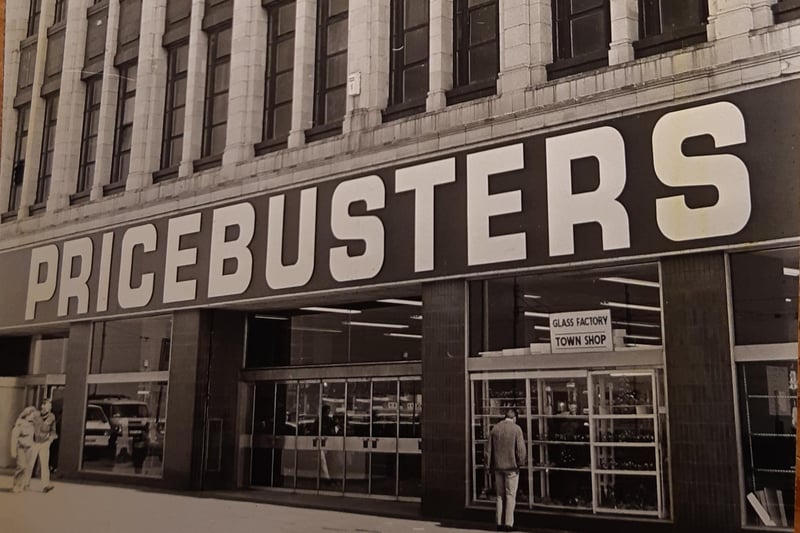 PRICEBUSTERS
GLASS FACTORY
TOWN SHOP